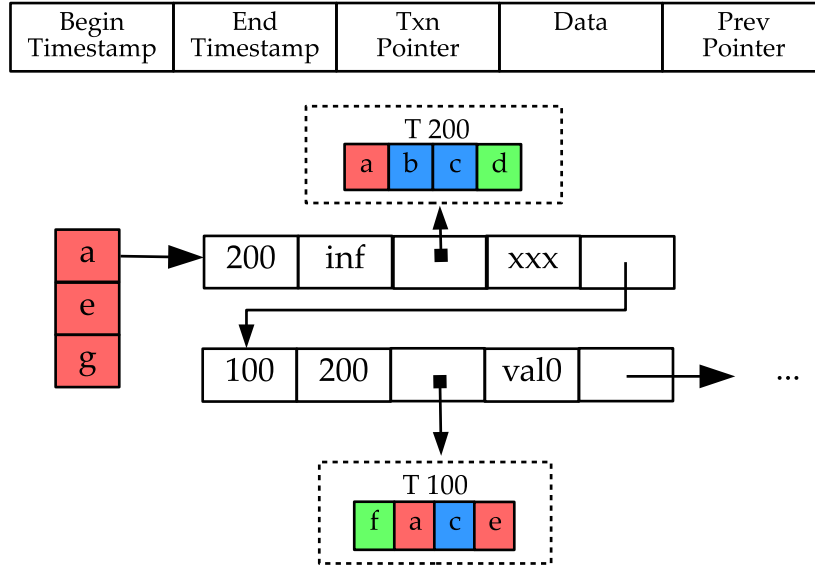 Begin Timestamp
End Timestamp
Txn Pointer
Data
Prev Pointer
T 200
a b c d
a
200 inf xxx
e
g
100 200 val0 ...
T 100
f a c e